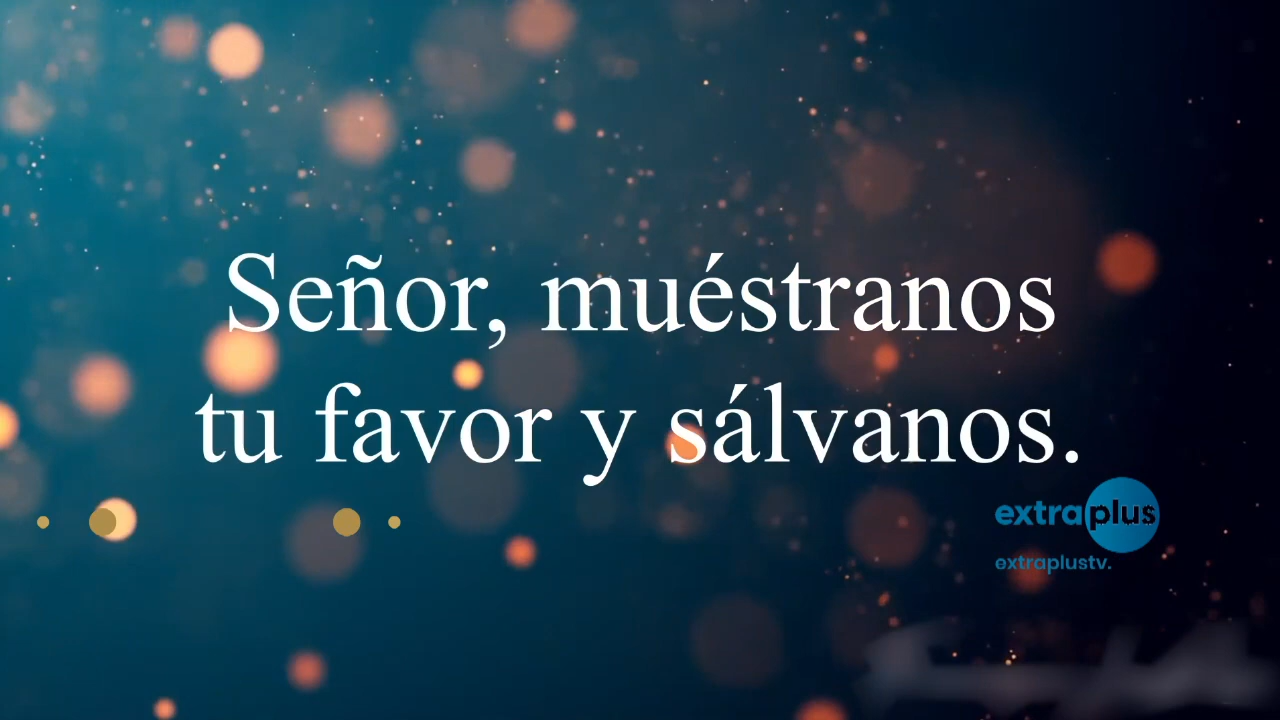 Señor, muéstranos
tu favor y sálvanos.
extraplus
extraplustv.